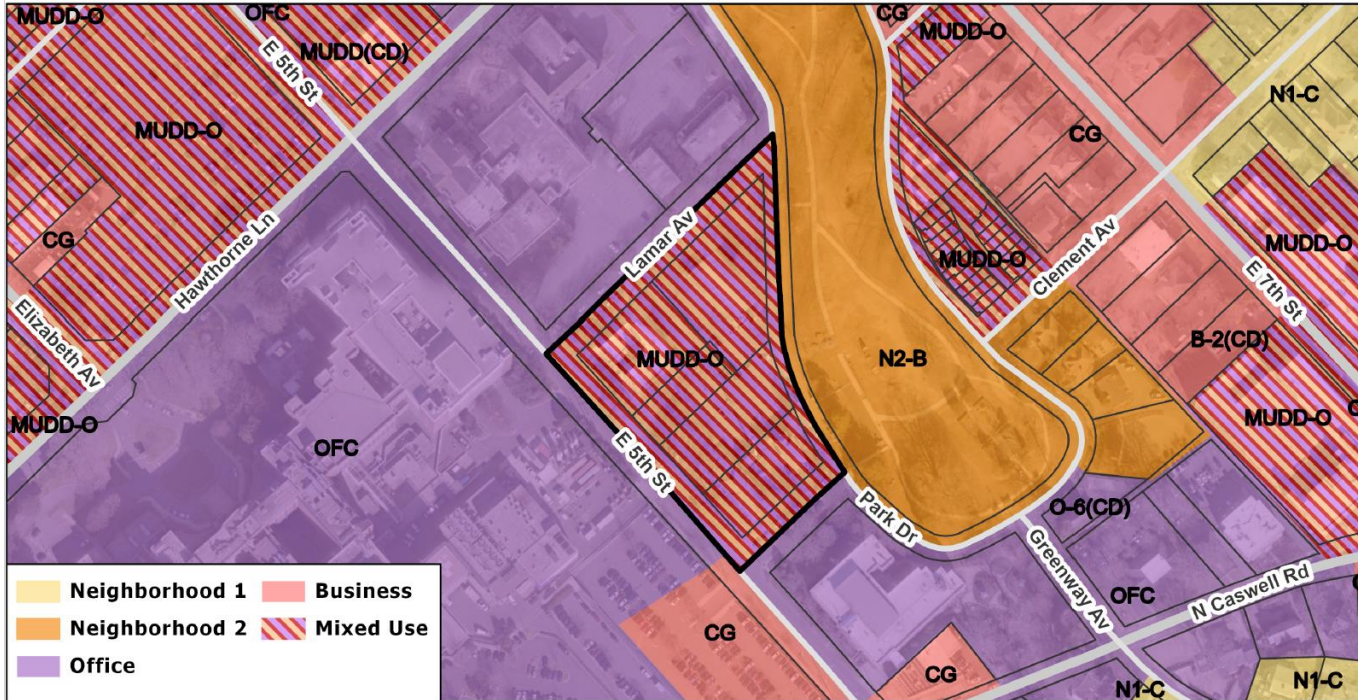 MUDD-O
OFC
CG
MUDD-O
E 5th St
MUDD(CD)
N1-C
MUDD-O
CG
Lamar Av
CG
Hawthorne Ln
MUDD-O
Clement Av
MUDD-O
E 7th St
Elizabeth Av
MUDD-O
N2-B
B-2(CD)
MUDD-O
MUDD-O
OFC
E 5th St
Park Dr
O-6(CD)
Greenway Av
OFC
N Caswell Rd
CG
CG
N1-C
N1-C
Neighborhood 1
Business
Neighborhood 2
Mixed Use
Office